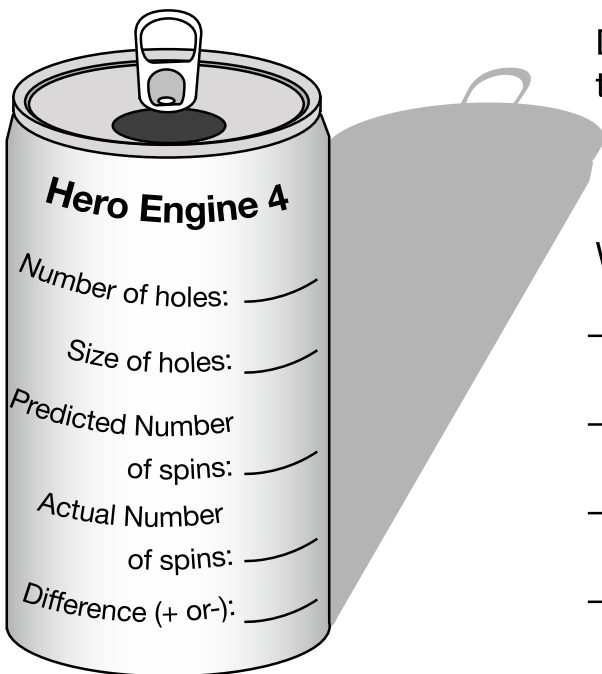 Hero Engine 4
Number of holes:
Size of holes:
Predicted Number
of spins:
Actual Number
of spins:
Difference (+ or-):